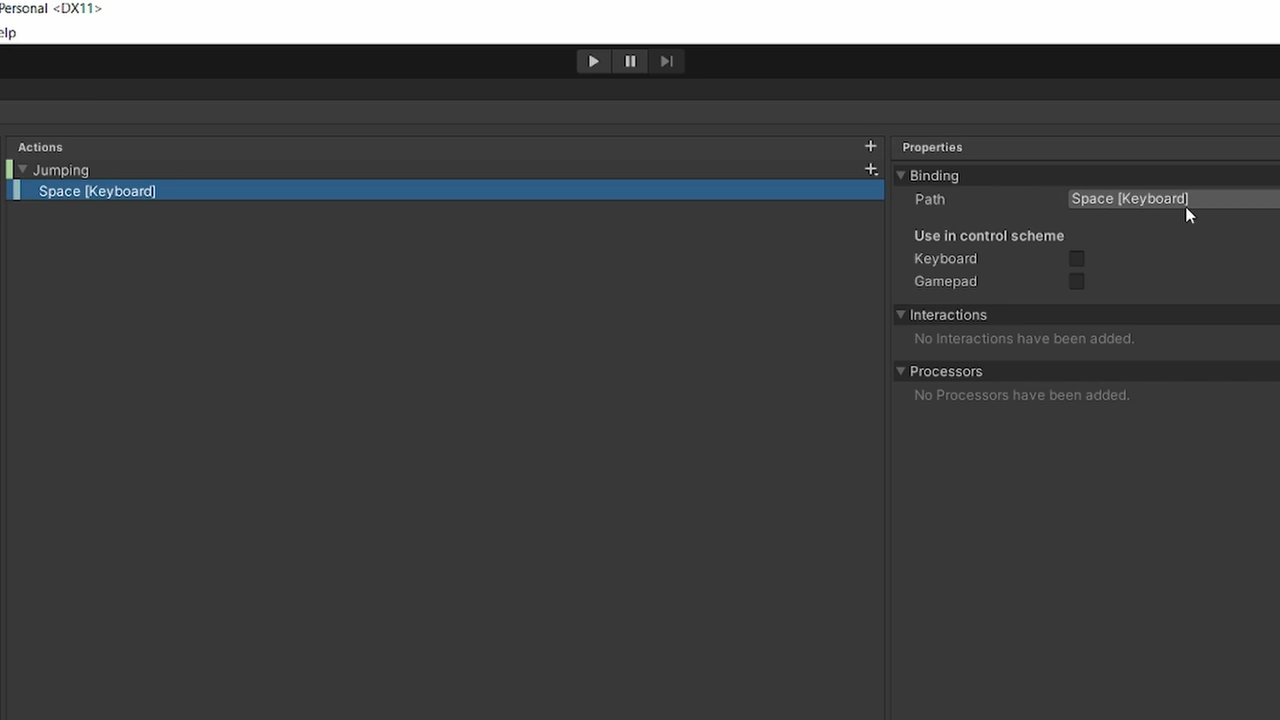 Personal <DX11>
elp
Actions
Jumping
Space [Keyboard]
Properties
Binding
Path Space [Keyboard]
Use in control scheme
Keyboard
Gamepad
Interactions
No Interactions have been added.
Processors
No Processors have been added.